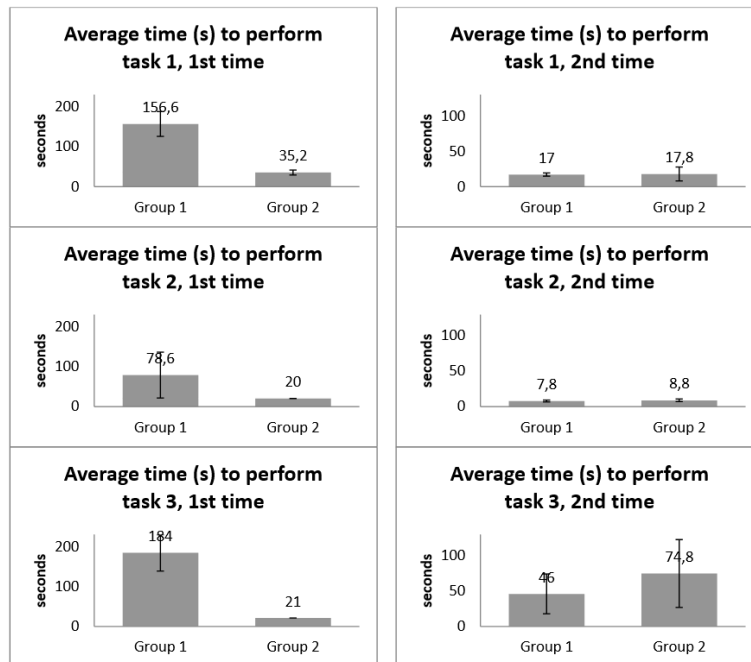 Average time (s) to perform
task 1, 1st time
200
100
0
seconds
156,6
35,2
Group 1
Group 2
Average time (s) to perform
task 1, 2nd time
100
50
0
seconds
17
17,8
Group 1
Group 2
Average time (s) to perform
task 2, 1st time
200
100
0
seconds
78,6
20
Group 1
Group 2
Average time (s) to perform
task 2, 2nd time
100
50
0
seconds
7,8
8,8
Group 1
Group 2
Average time (s) to perform
task 3, 1st time
200
100
0
seconds
184
21
Group 1
Group 2
Average time (s) to perform
task 3, 2nd time
100
50
0
seconds
46
74,8
Group 1
Group 2